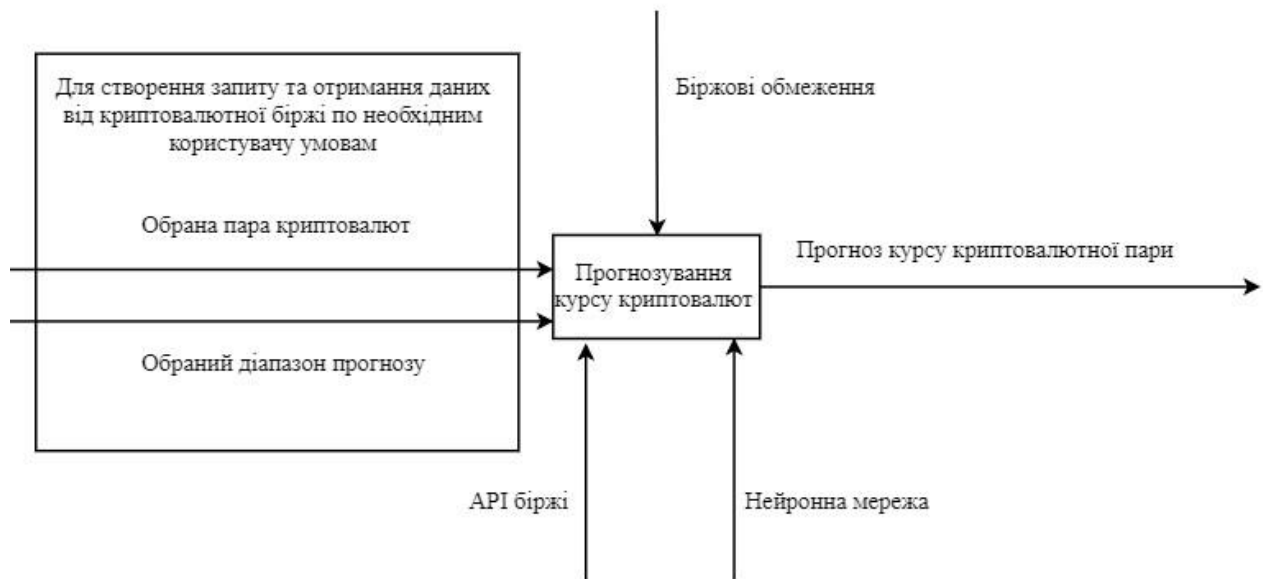 Для створення запиту та отримання даних
від криптовалютної біржі по необхідним
користувачу умовам
Біржові обмеження
Обрана пара криптовалют
Прогноз курсу криптовалютної пари
Прогнозування
курсу криптовалют
Обраний діапазон прогнозу
API біржі
Нейронна мережа